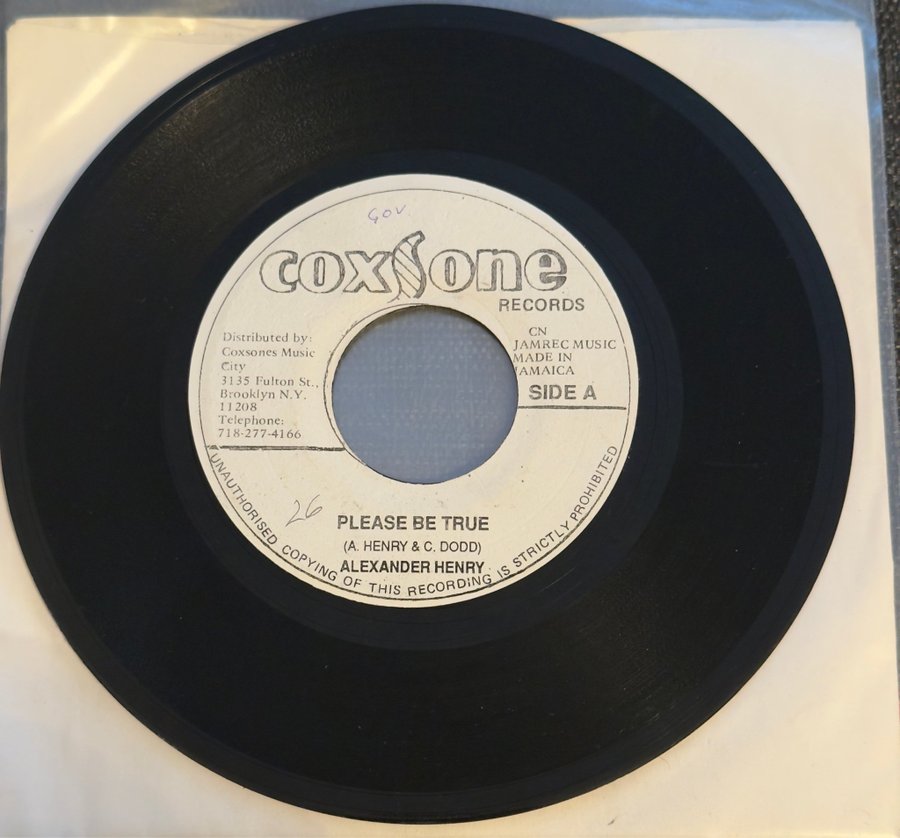 GOV.
coxsone
RECORDS
Distributed by:
Coxsones Music
City
3135 Fulton St.,
Brooklyn N.Y.
11208
Telephone:
718-277-4166
CN
JAMREC MUSIC
MADE IN
JAMAICA
SIDE A
26
PLEASE BE TRUE
(A. HENRY & C. DODD)
ALEXANDER HENRY
UNAUTHORISED COPYING OF THIS RECORDING IS STRICTLY PROHIBITED